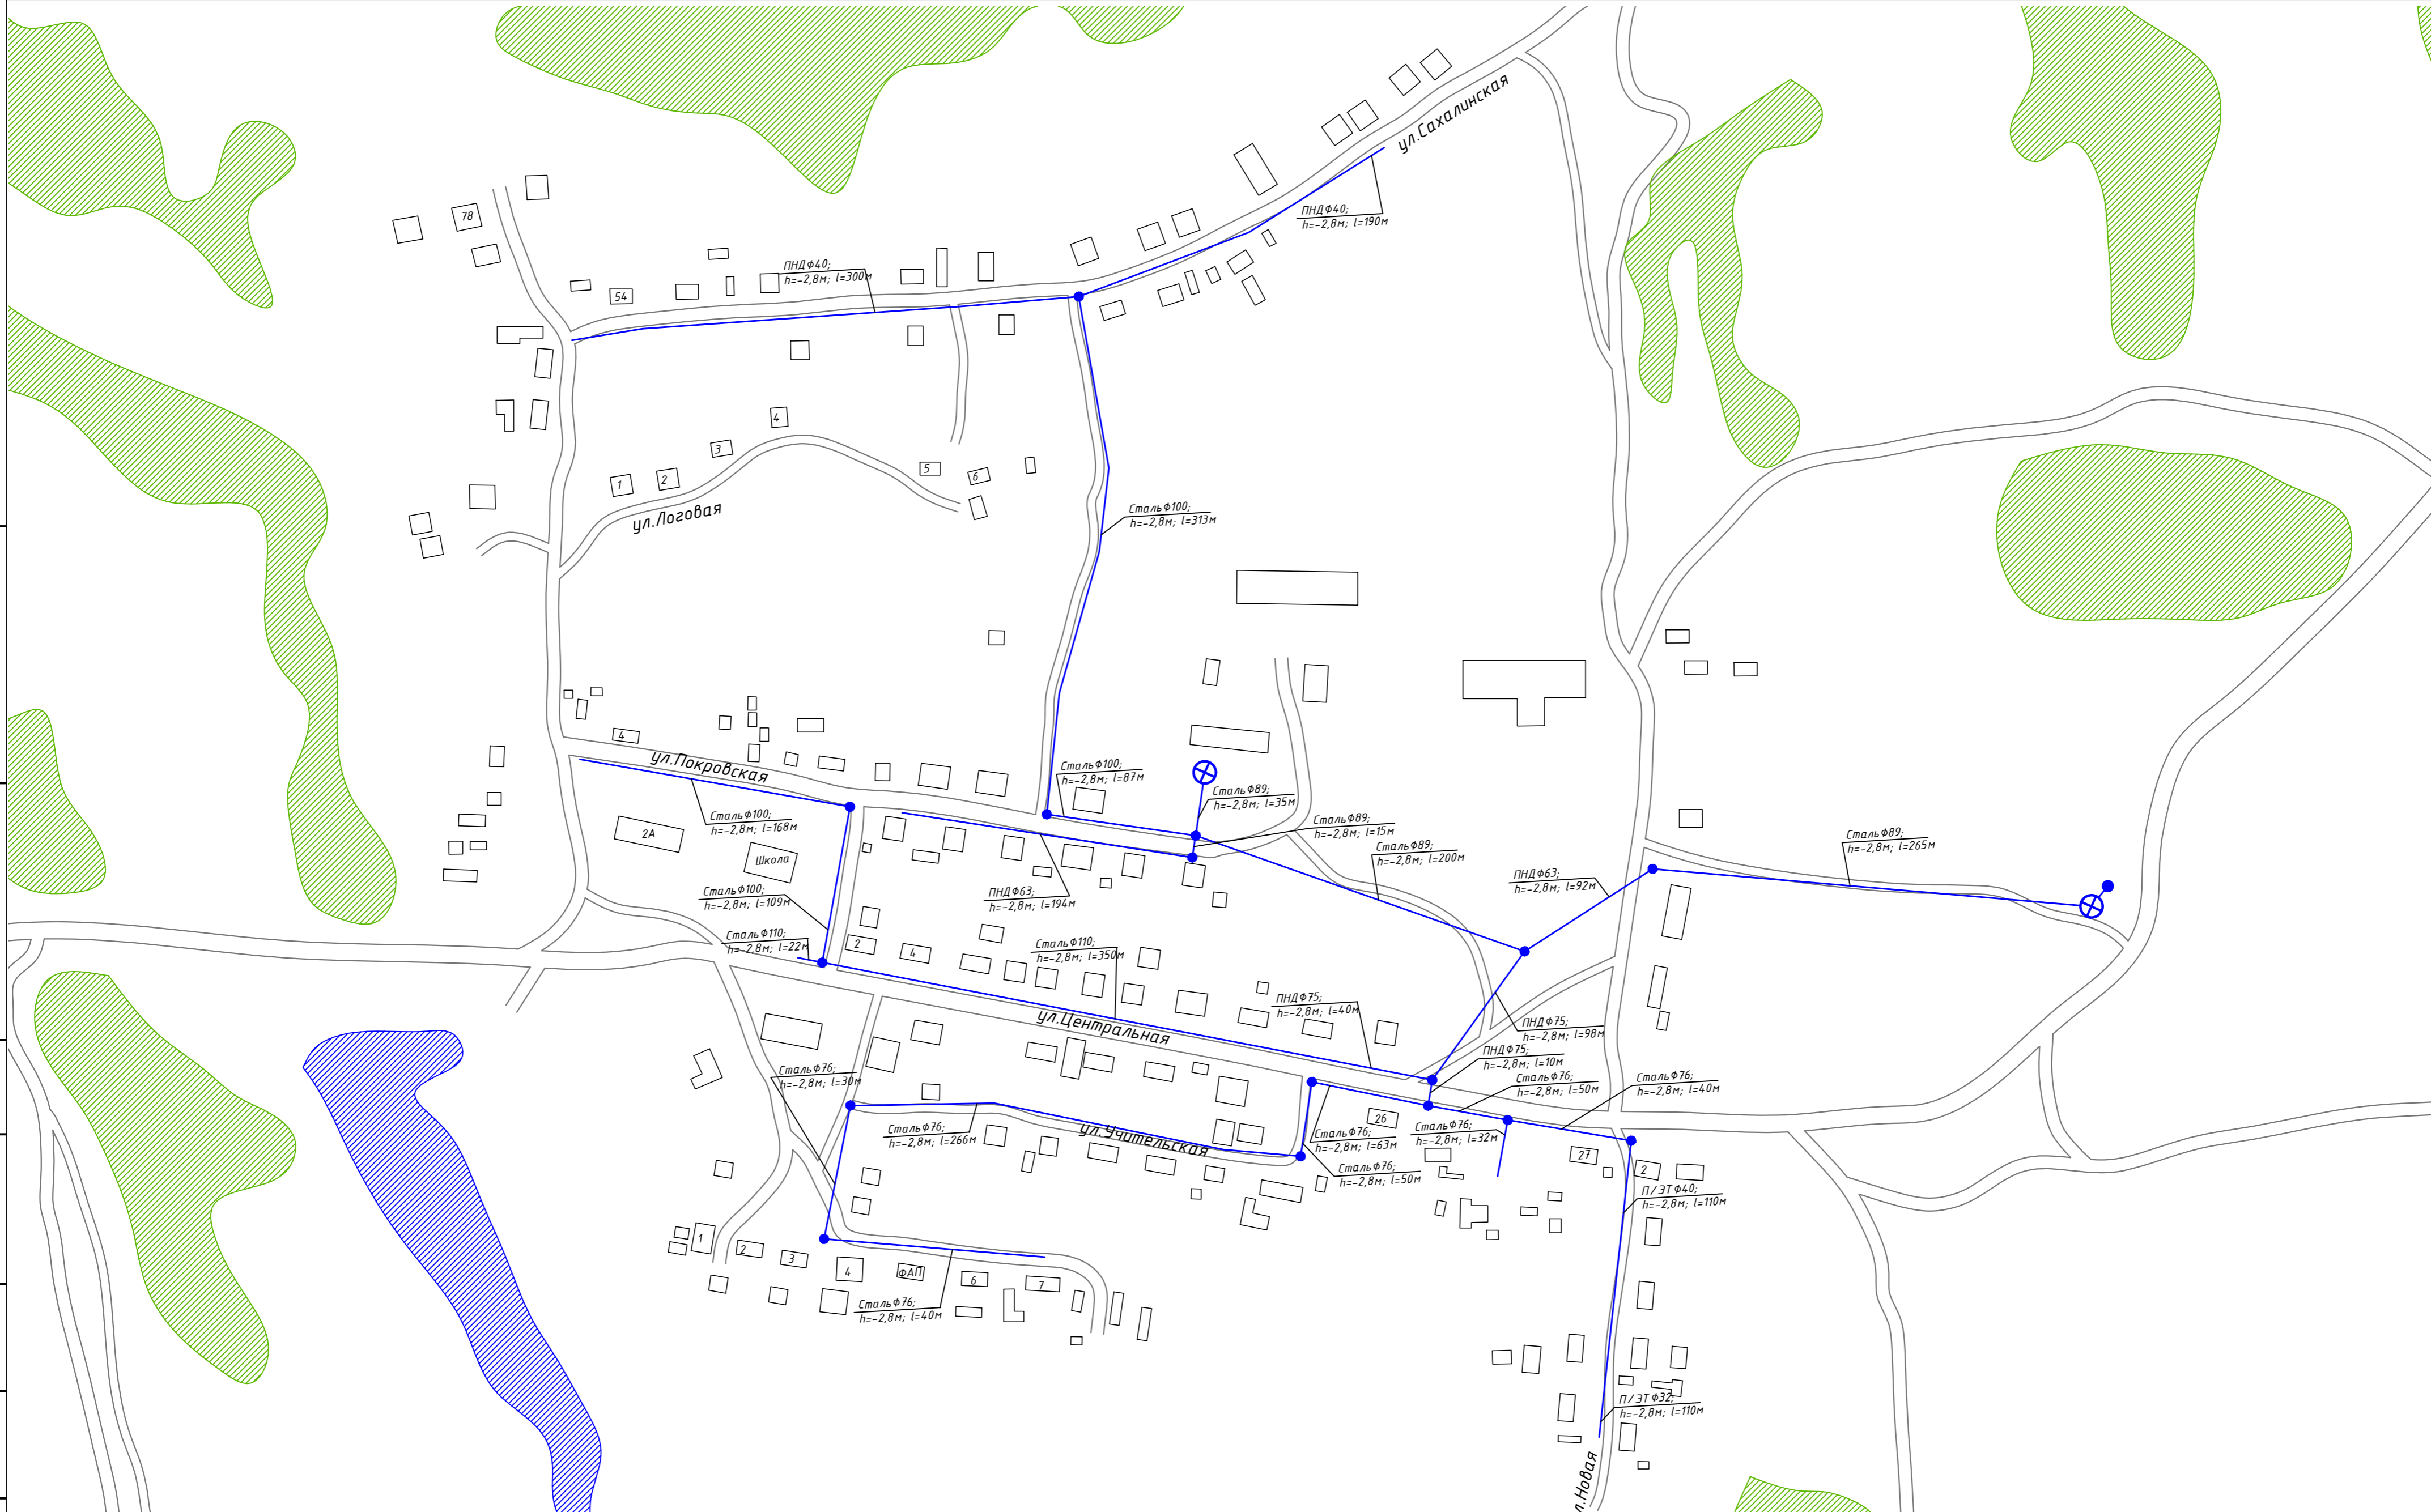 ул.Сахалинская
ПНДФ40;
h=-2,8м; l=190м
78
ПНДФ40;
h=-2,8м; l=300м
54
4
3
5
6
1
2
ул.Логовая
Сталь Ф100;
h=-2,8м; l=313м
4
ул.Покровская
Сталь Ф100;
h=-2,8м; l=87м
Сталь Ф89;
h=-2,8м; l=35м
Сталь Ф100;
h=-2,8м; l=168м
2А
Школа
Сталь Ф89;
h=-2,8м; l=15м
Сталь Ф89;
h=-2,8м; l=200м
Сталь Ф89;
h=-2,8м; l=265м
ПНДФ63;
h=-2,8м; l=92м
Сталь Ф100;
h=-2,8м; l=109м
ПНДФ63;
h=-2,8м; l=194м
Сталь Ф110;
h=-2,8м; l=22м
2
4
Сталь Ф110;
h=-2,8м; l=350м
ул.Центральная
ПНДФ75;
h=-2,8м; l=40м
ПНДФ75;
h=-2,8м; l=98м
ПНДФ75;
h=-2,8м; l=10м
Сталь Ф76;
h=-2,8м; l=50м
Сталь Ф76;
h=-2,8м; l=40м
Сталь Ф76;
h=-2,8м; l=30м
Сталь Ф76;
h=-2,8м; l=266м
ул.Учительская
26
Сталь Ф76;
h=-2,8м; l=63м
Сталь Ф76;
h=-2,8м; l=32м
Сталь Ф76;
h=-2,8м; l=50м
27
2
П/ЭТФ40;
h=-2,8м; l=110м
1
2
3
4
ФАП
6
7
Сталь Ф76;
h=-2,8м; l=40м
П/ЭТФ32;
h=-2,8м; l=110м
л.Новая